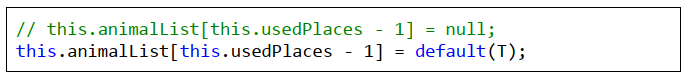 // this.animalList[this.usedPlaces - 1] = null;
this.animalList[this.usedPlaces - 1] = default(T);